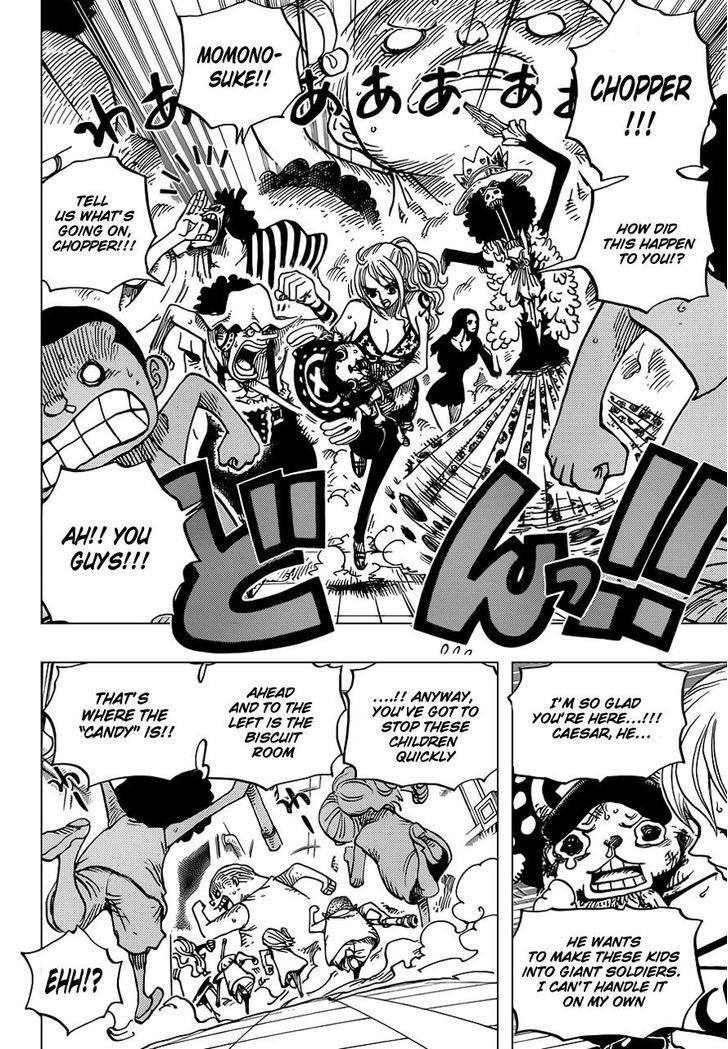 CHOPPER
!!!
HOW DID
THIS HAPPEN
TO YOU!?
MOMONO-
SUKE!!
わあ
ああああ
TELL
US WHAT'S
GOING ON,
CHOPPER!!!
AH!! YOU
GUYS!!!
どんっ!!
I'M SO GLAD
YOU'RE HERE...!!!
CAESAR, HE...
HE WANTS
TO MAKE THESE KIDS
INTO GIANT SOLDIERS.
I CAN'T HANDLE IT
ON MY OWN
....!! ANYWAY,
YOU'VE GOT TO
STOP THESE
CHILDREN
QUICKLY
AHEAD
AND TO THE
LEFT IS THE
BISCUIT
ROOM
THAT'S
WHERE THE
"CANDY" IS!!
EHH!?